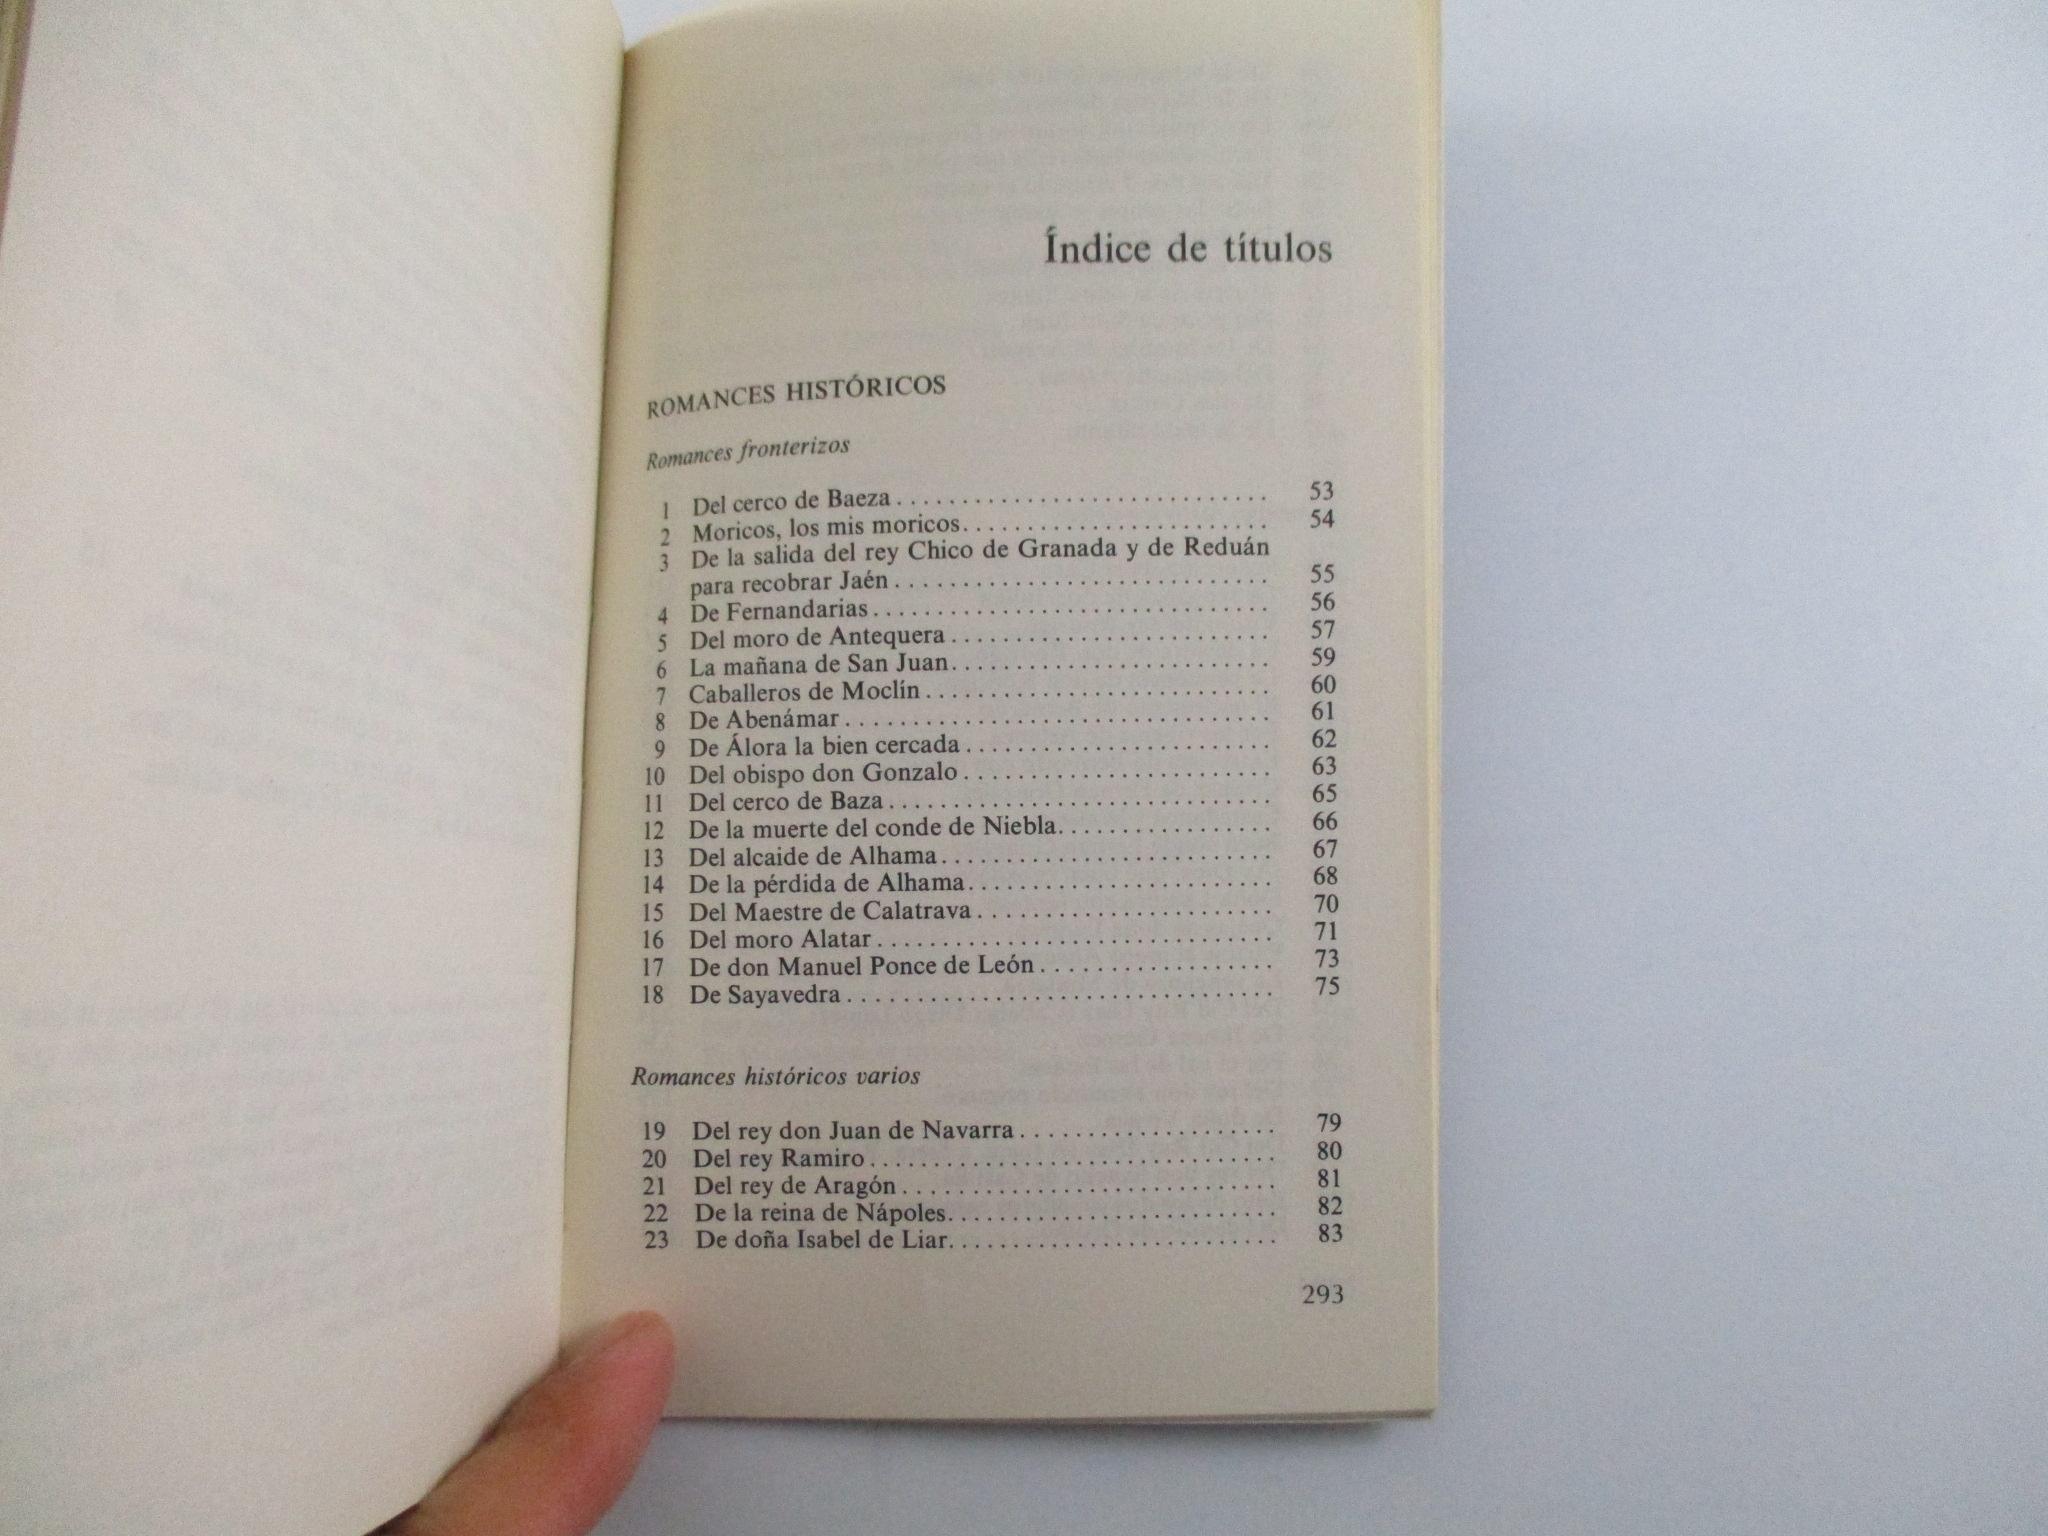 Índice de títulos
ROMANCES HISTÓRICOS
Romances fronterizos
1 Del cerco de Baeza . . . . . . . . . . . . . . . . . . . . . . . . . . . . . 53
2 Moricos, los mis moricos. . . . . . . . . . . . . . . . . . . . . . . . 54
3 De la salida del rey Chico de Granada y de Reduán
para recobrar Jaén . . . . . . . . . . . . . . . . . . . . . . . . . . . . . 55
4 De Fernandarias . . . . . . . . . . . . . . . . . . . . . . . . . . . . . . . 56
5 Del moro de Antequera . . . . . . . . . . . . . . . . . . . . . . . . . 57
6 La mañana de San Juan. . . . . . . . . . . . . . . . . . . . . . . . . 59
7 Caballeros de Moclín . . . . . . . . . . . . . . . . . . . . . . . . . . . 60
8 De Abenámar . . . . . . . . . . . . . . . . . . . . . . . . . . . . . . . . . 61
9 De Álora la bien cercada . . . . . . . . . . . . . . . . . . . . . . . . 62
10 Del obispo don Gonzalo . . . . . . . . . . . . . . . . . . . . . . . . 63
11 Del cerco de Baza . . . . . . . . . . . . . . . . . . . . . . . . . . . . . . 65
12 De la muerte del conde de Niebla. . . . . . . . . . . . . . . . . 66
13 Del alcaide de Alhama . . . . . . . . . . . . . . . . . . . . . . . . . . 67
14 De la pérdida de Alhama. . . . . . . . . . . . . . . . . . . . . . . . 68
15 Del Maestre de Calatrava . . . . . . . . . . . . . . . . . . . . . . . 70
16 Del moro Alatar . . . . . . . . . . . . . . . . . . . . . . . . . . . . . . . 71
17 De don Manuel Ponce de León . . . . . . . . . . . . . . . . . . 73
18 De Sayavedra . . . . . . . . . . . . . . . . . . . . . . . . . . . . . . . . . 75
Romances históricos varios
19 Del rey don Juan de Navarra . . . . . . . . . . . . . . . . . . . . 79
20 Del rey Ramiro . . . . . . . . . . . . . . . . . . . . . . . . . . . . . . . . 80
21 Del rey de Aragón . . . . . . . . . . . . . . . . . . . . . . . . . . . . . 81
22 De la reina de Nápoles. . . . . . . . . . . . . . . . . . . . . . . . . . 82
23 De doña Isabel de Liar. . . . . . . . . . . . . . . . . . . . . . . . . . 83
293